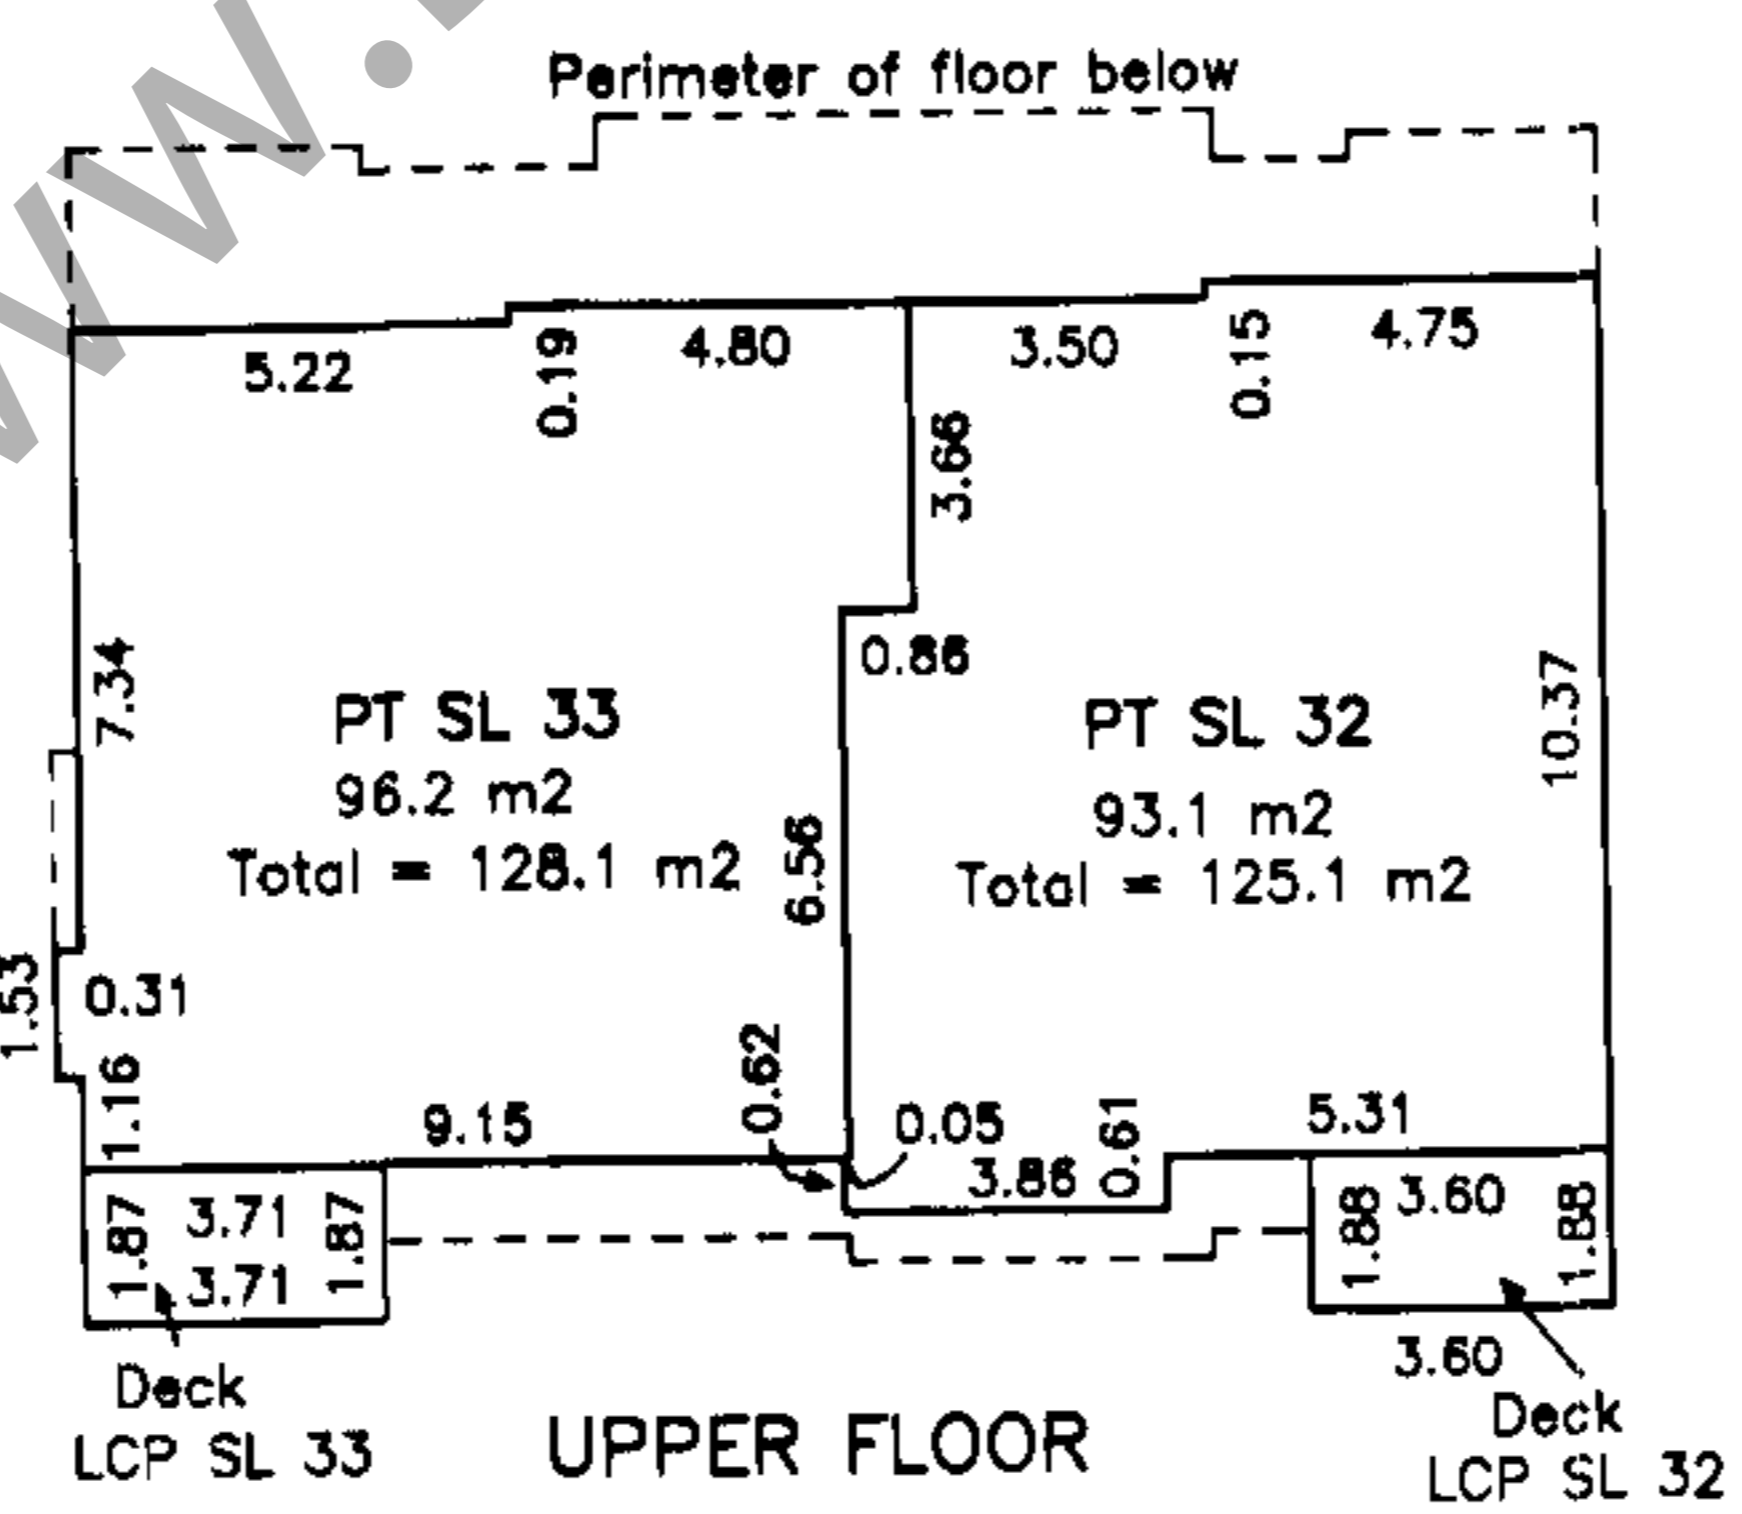 WW.
Perimeter of floor below
5.22
0.19
4.80
3.50
0.15
4.75
3.66
7.34
0.86
10.37
PT SL 33
96.2 m2
Total = 128.1 m2
6.56
PT SL 32
93.1 m2
Total = 125.1 m2
1.53
0.31
1.16
9.15
0.62
0.05
3.86
0.61
5.31
1.87
3.71
1.87
3.71
1.88
3.60
1.88
3.60
Deck
LCP SL 33
UPPER FLOOR
Deck
LCP SL 32